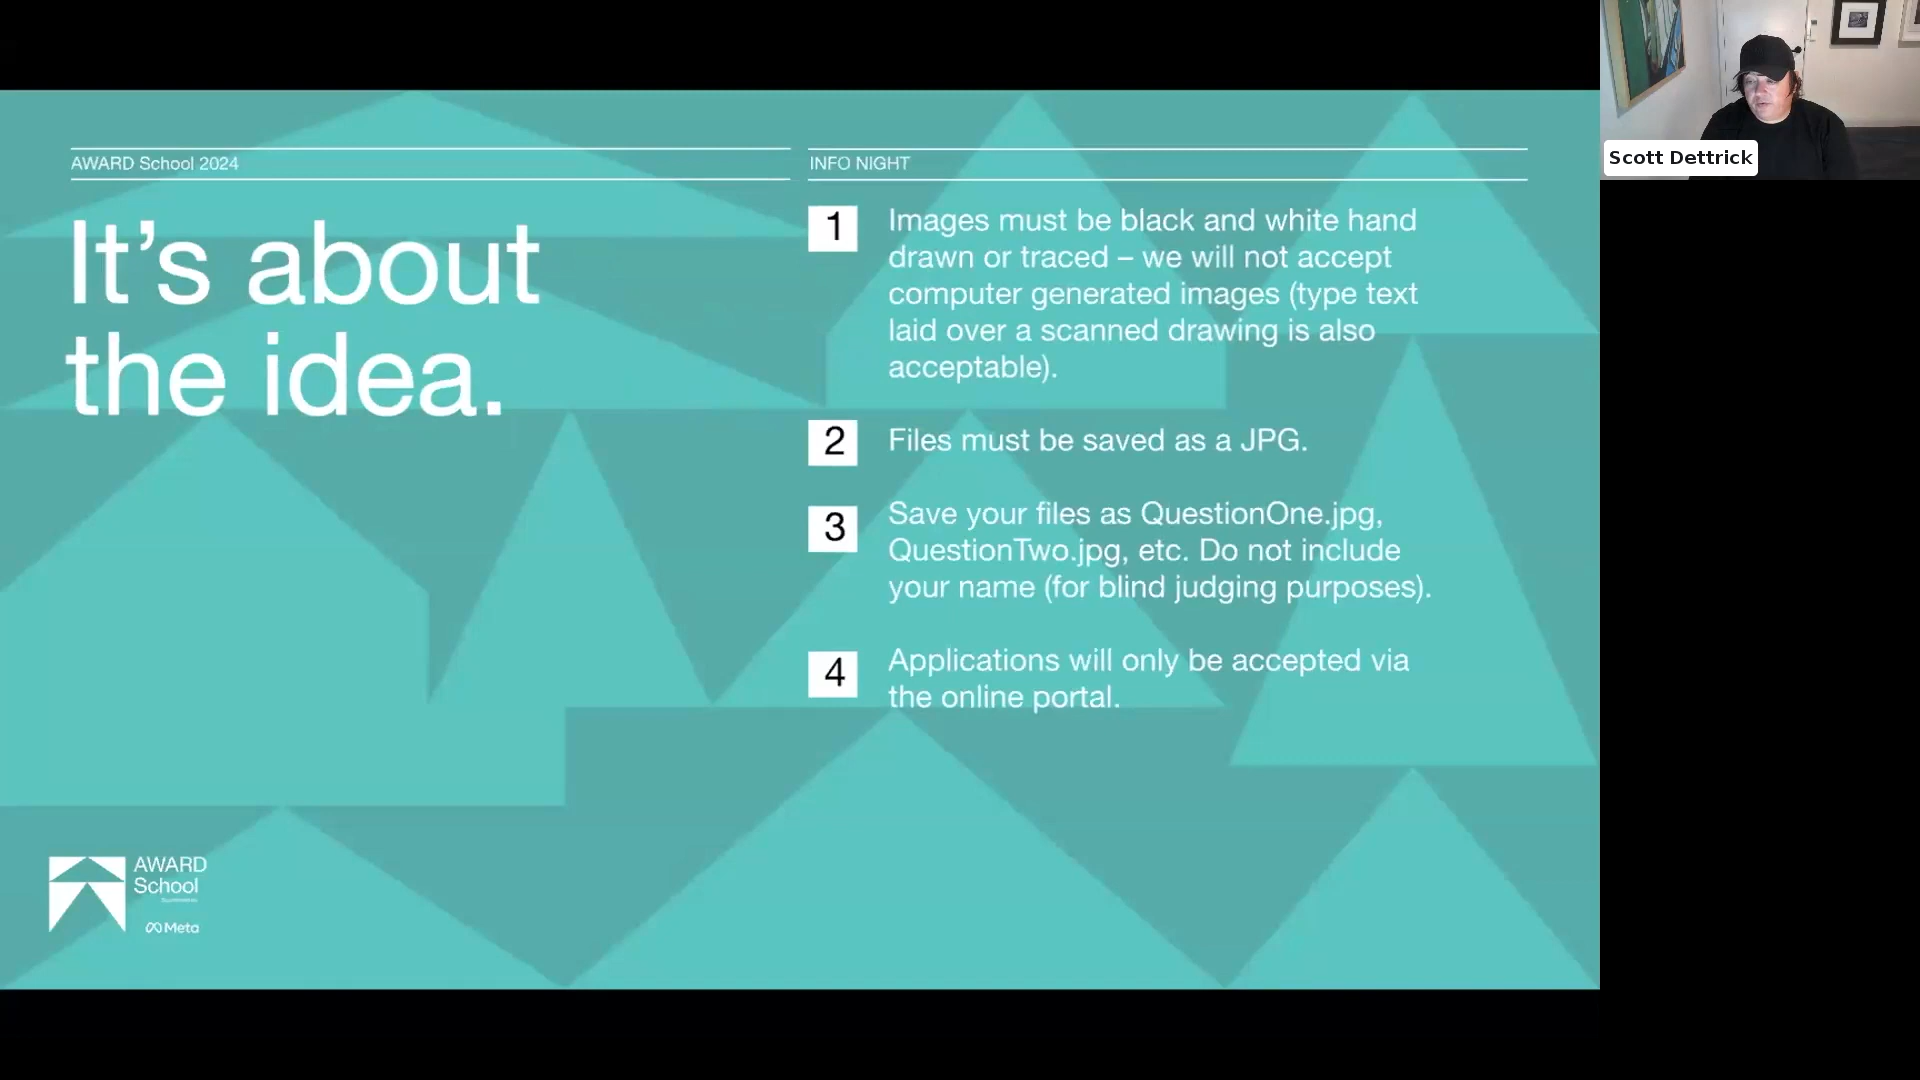 AWARD School 2024
INFO NIGHT
It’s about
the idea.
1
Images must be black and white hand
drawn or traced – we will not accept
computer generated images (type text
laid over a scanned drawing is also
acceptable).
2
Files must be saved as a JPG.
3
Save your files as QuestionOne.jpg,
QuestionTwo.jpg, etc. Do not include
your name (for blind judging purposes).
4
Applications will only be accepted via
the online portal.
AWARD
School
Meta
Scott Dettrick